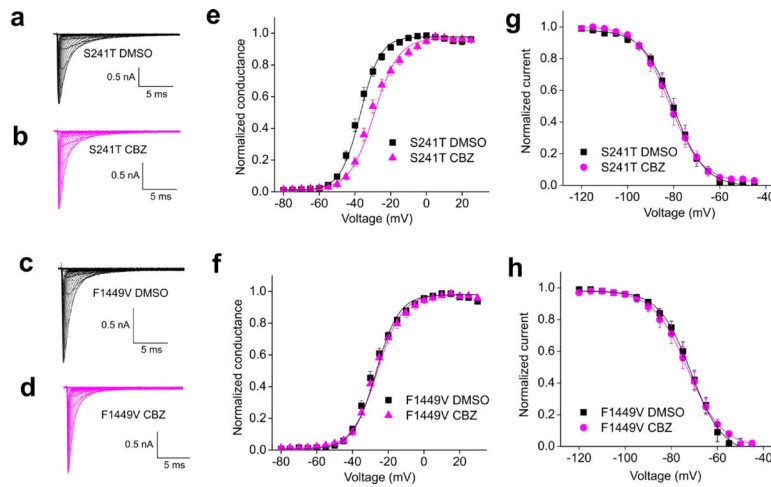 a
S241T DMSO
0.5 nA
5 ms
b
S241T CBZ
0.5 nA
5 ms
c
F1449V DMSO
0.5 nA
5 ms
d
F1449V CBZ
0.5 nA
5 ms
e
Normalized conductance
1.0
0.8
0.6
0.4
0.2
0.0
S241T DMSO
S241T CBZ
-80 -60 -40 -20 0 20
Voltage (mV)
f
Normalized conductance
1.0
0.8
0.6
0.4
0.2
0.0
F1449V DMSO
F1449V CBZ
-80 -60 -40 -20 0 20
Voltage (mV)
g
Normalized current
1.0
0.8
0.6
0.4
0.2
0.0
S241T DMSO
S241T CBZ
-120 -100 -80 -60 -40
Voltage (mV)
h
Normalized current
1.0
0.8
0.6
0.4
0.2
0.0
F1449V DMSO
F1449V CBZ
-120 -100 -80 -60 -40
Voltage (mV)